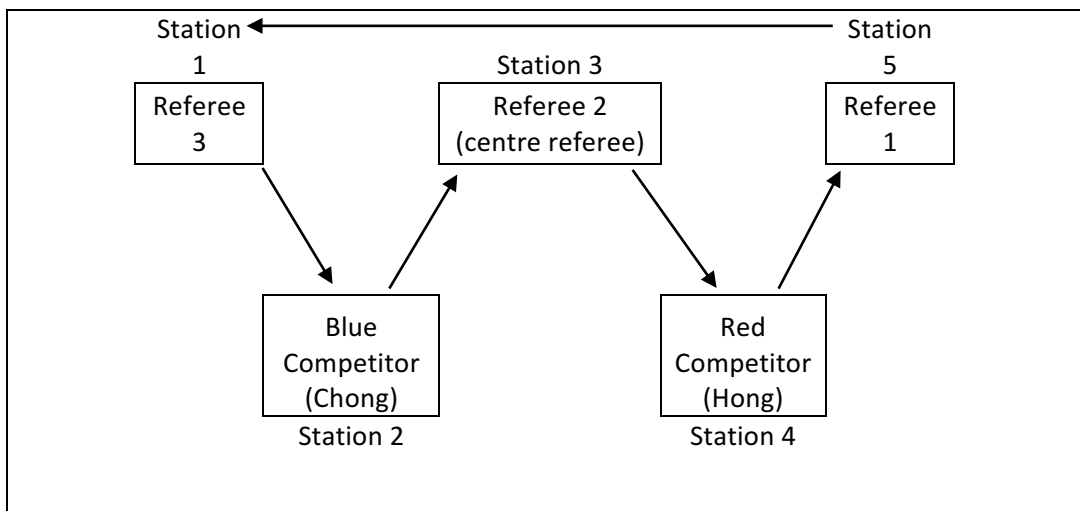 Station
1
Referee
3
Station 3
Referee 2
(centre referee)
Station
5
Referee
1
Blue
Competitor
(Chong)
Station 2
Red
Competitor
(Hong)
Station 4